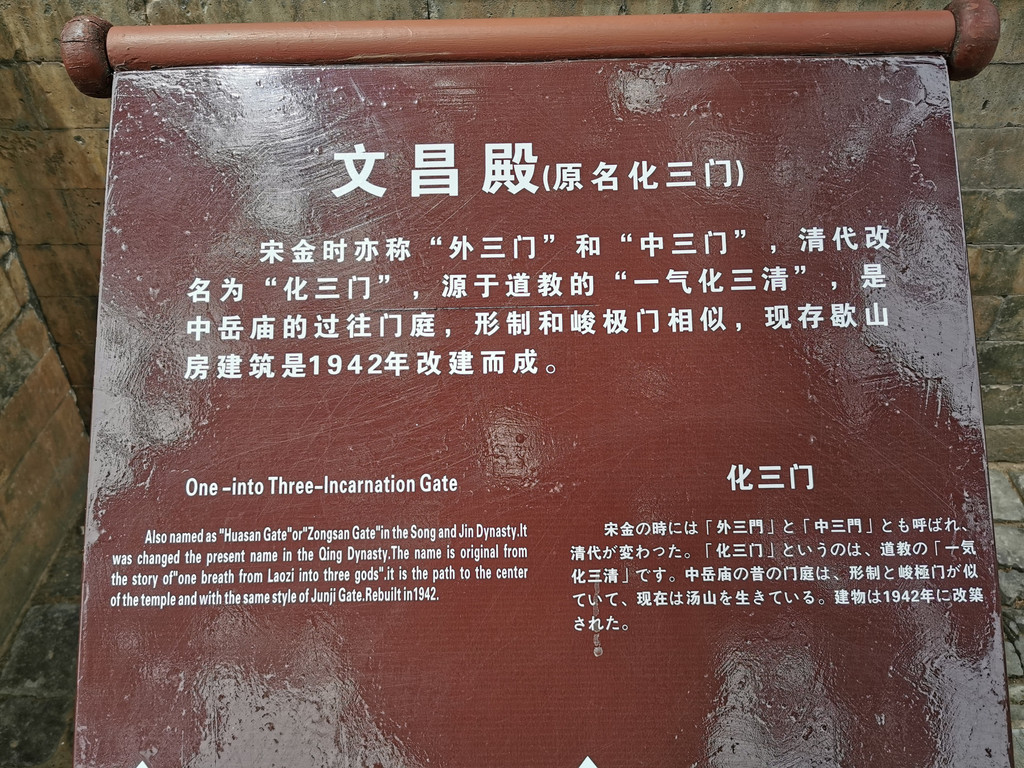 文昌殿(原名化三门)
宋金时亦称“外三门”和“中三门”，清代改
名为“化三门”，源于道教的“一气化三清”，是
中岳庙的过往门庭，形制和峻极门相似，现存歇山
房建筑是1942年改建而成。
One –into Three–Incarnation Gate
Also named as "Huasan Gate"or"Zongsan Gate"in the Song and Jin Dynasty.It
was changed the present name in the Qing Dynasty.The name is original from
the story of"one breath from Laozi into three gods".it is the path to the center
of the temple and with the same style of Junji Gate.Rebuilt in1942.
化三门
宋金の時には「外三門」と「中三門」とも呼ばれ、
清代が変わった。「化三门」というのは、道教の「一気
化三清」です。中岳庙の昔の门庭は、形制と峻極门が似
ていて、现在は汤山を生きている。建物は1942年に改築
された。